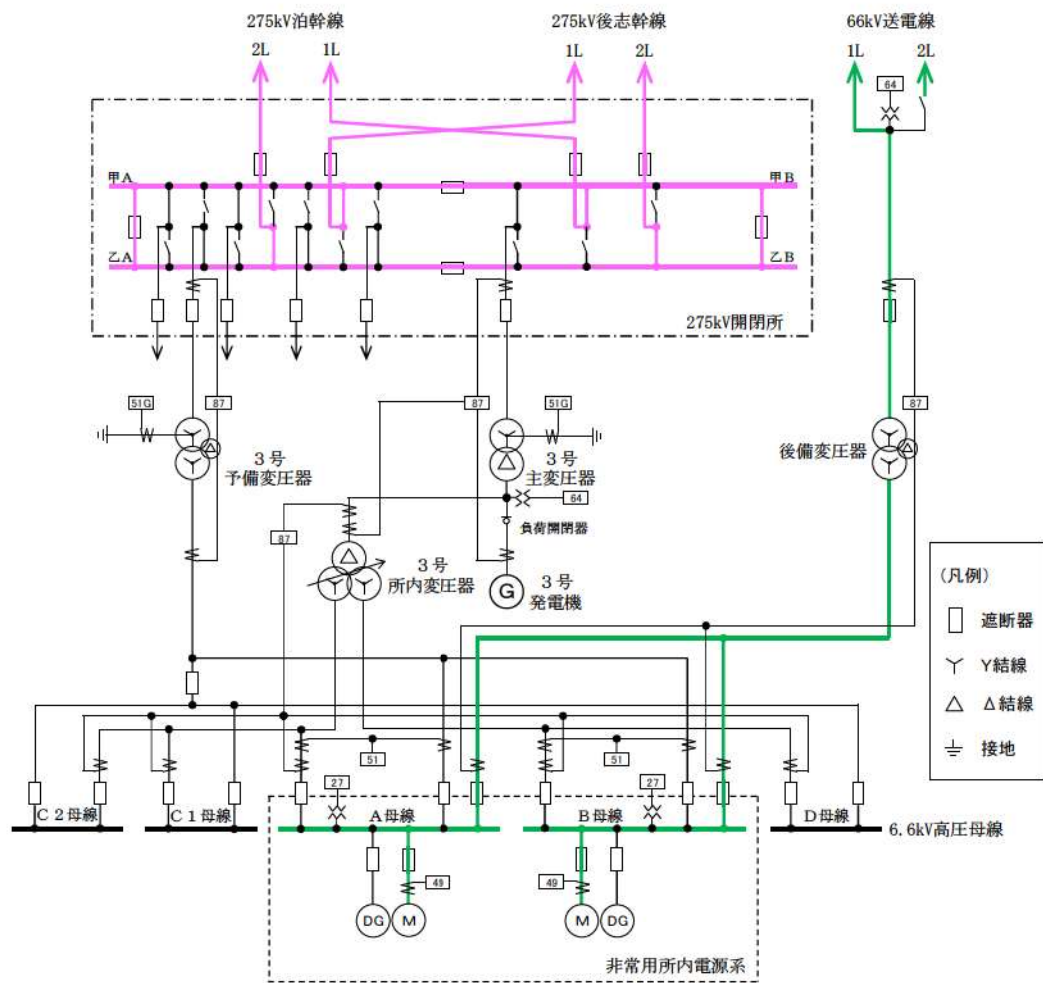 275kV泊幹線
275kV後志幹線
66kV送電線
2L
1L
1L
2L
1L
2L
64
甲A
甲B
乙A
乙B
275kV開閉所
51G
87
87
51G
87
3号
予備変圧器
3号
主変圧器
後備変圧器
64
87
負荷開閉器
3号
所内変圧器
G
3号
発電機
(凡例)
遮断器
Y結線
Δ結線
接地
51
51
27
27
C2母線
C1母線
A母線
B母線
D母線
6.6kV高圧母線
49
49
DG
M
M
DG
非常用所内電源系